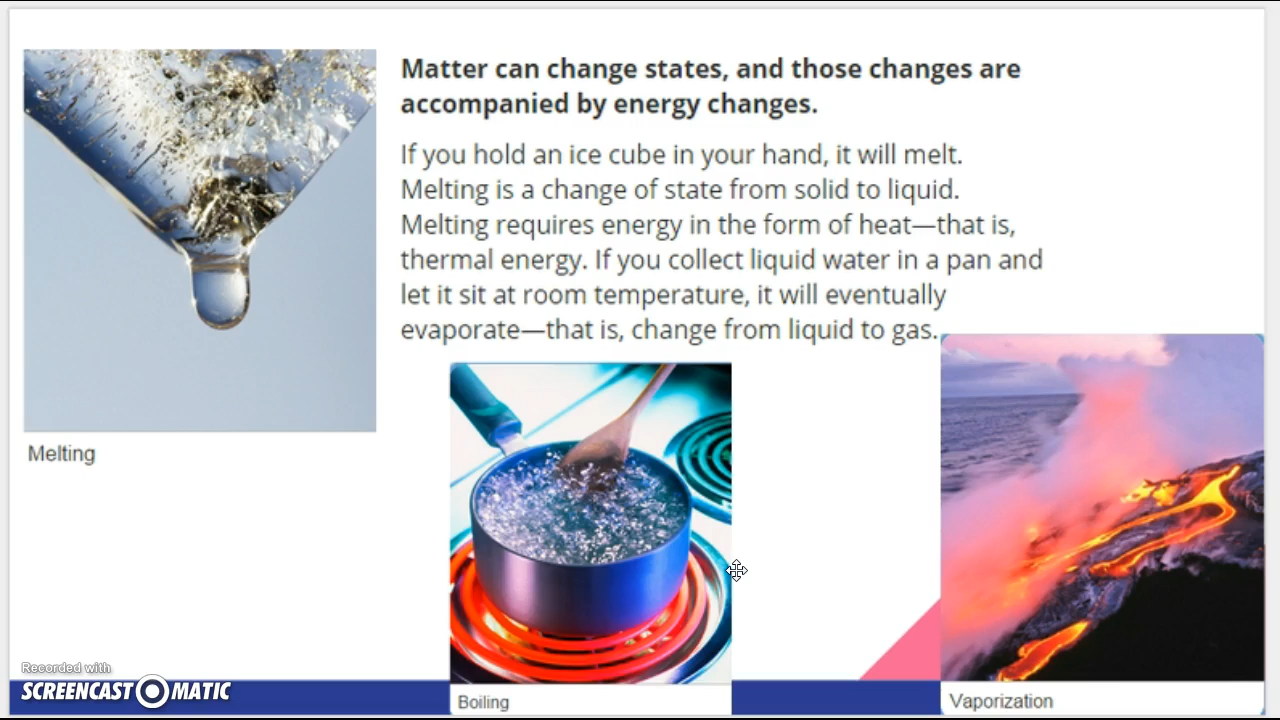 Matter can change states, and those changes are
accompanied by energy changes.
If you hold an ice cube in your hand, it will melt.
Melting is a change of state from solid to liquid.
Melting requires energy in the form of heat—that is,
thermal energy. If you collect liquid water in a pan and
let it sit at room temperature, it will eventually
evaporate—that is, change from liquid to gas.
Melting
Boiling
Vaporization
Recorded with
SCREENCAST O MATIC